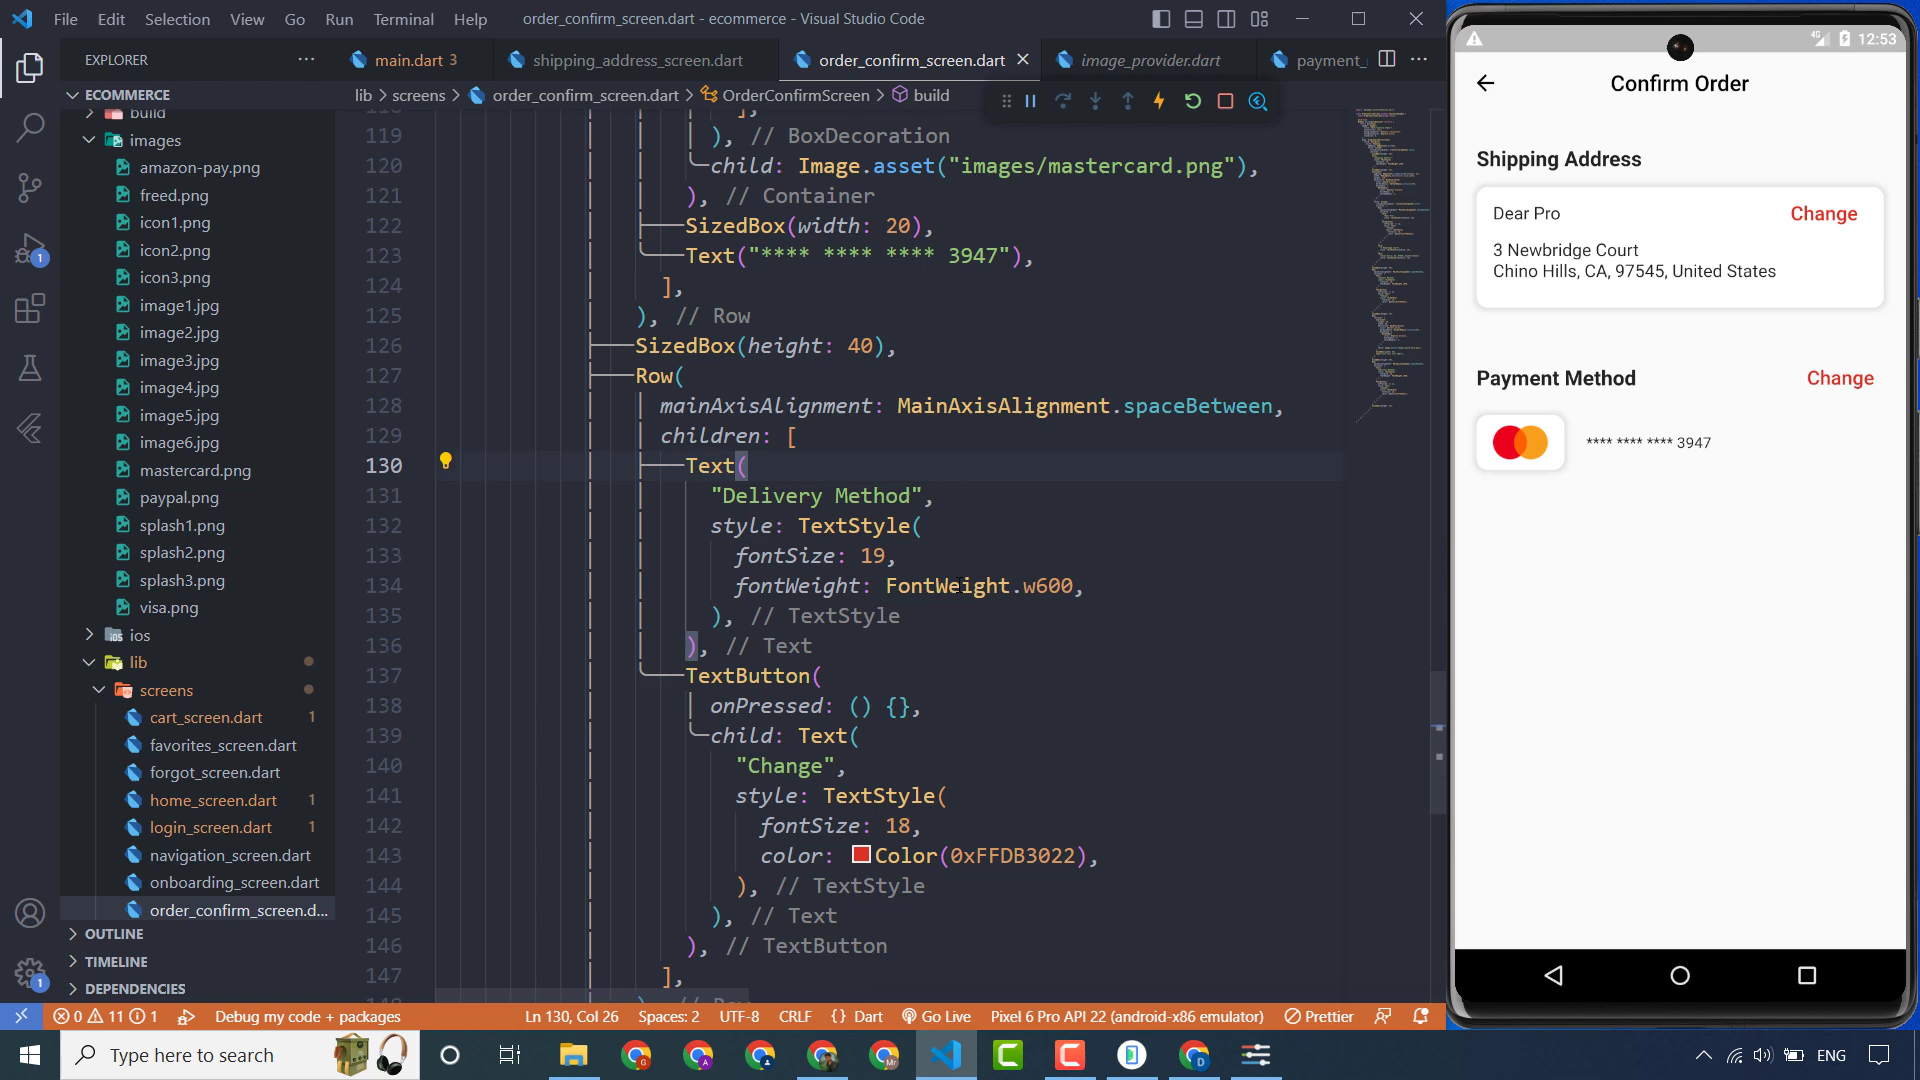 File Edit Selection View Go Run Terminal Help
order_confirm_screen.dart - ecommerce - Visual Studio Code
EXPLORER
main.dart 3
shipping_address_screen.dart
order_confirm_screen.dart
image_provider.dart
payment_
ECOMMERCE
lib > screens > order_confirm_screen.dart > OrderConfirmScreen > build
build
images
amazon-pay.png
freed.png
icon1.png
icon2.png
icon3.png
image1.jpg
image2.jpg
image3.jpg
image4.jpg
image5.jpg
image6.jpg
mastercard.png
paypal.png
splash1.png
splash2.png
splash3.png
visa.png
ios
lib
screens
cart_screen.dart 1
favorites_screen.dart
forgot_screen.dart
home_screen.dart 1
login_screen.dart 1
navigation_screen.dart
onboarding_screen.dart
order_confirm_screen.d...
OUTLINE
TIMELINE
DEPENDENCIES
118 ],
119 ), // BoxDecoration
120 child: Image.asset("images/mastercard.png"),
121 ), // Container
122 SizedBox(width: 20),
123 Text("**** **** **** 3947"),
124 ],
125 ), // Row
126 SizedBox(height: 40),
127 Row(
128 mainAxisAlignment: MainAxisAlignment.spaceBetween,
129 children: [
130 Text(
131 "Delivery Method",
132 style: TextStyle(
133 fontSize: 19,
134 fontWeight: FontWeight.w600,
135 ), // TextStyle
136 ), // Text
137 TextButton(
138 onPressed: () {},
139 child: Text(
140 "Change",
141 style: TextStyle(
142 fontSize: 18,
143 color: Color(0xFFDB3022),
144 ), // TextStyle
145 ), // Text
146 ), // TextButton
147 ],
148 ), // Row
1
1
0 11 1
Debug my code + packages
Ln 130, Col 26
Spaces: 2
UTF-8
CRLF
{} Dart
Go Live
Pixel 6 Pro API 22 (android-x86 emulator)
Prettier
Type here to search
ENG
4G
12:53
Confirm Order
Shipping Address
Dear Pro
Change
3 Newbridge Court
Chino Hills, CA, 97545, United States
Payment Method
Change
**** **** **** 3947